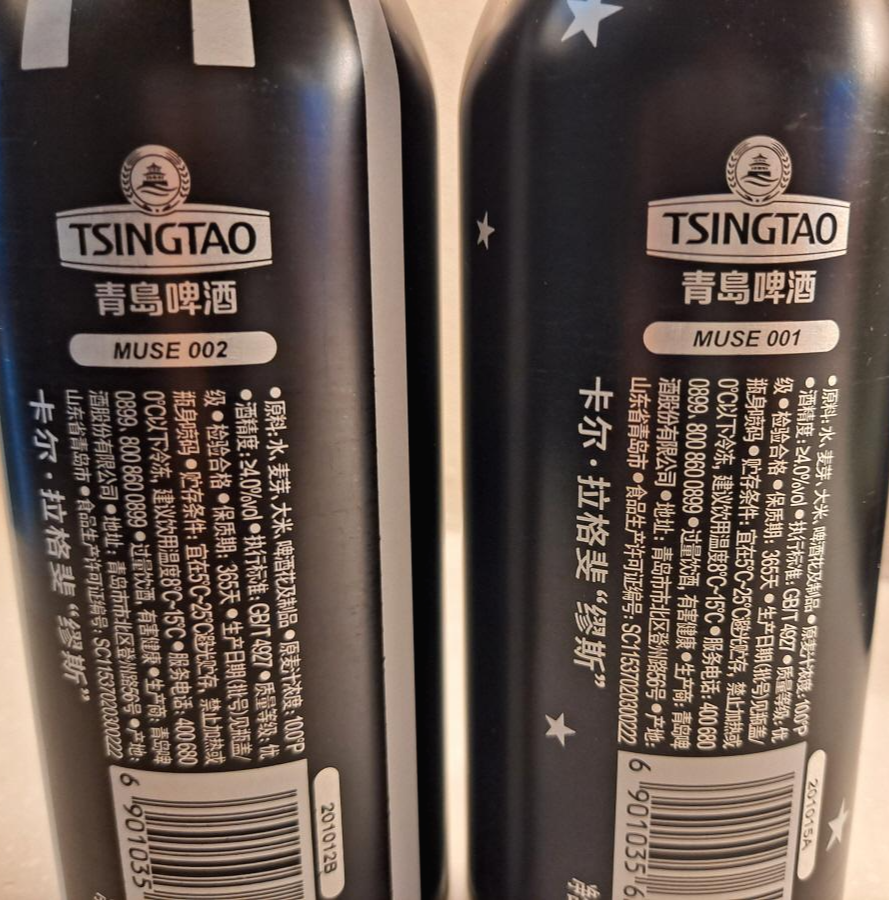 TSINGTAO
青島啤酒
MUSE 002
●原料：水、麦芽、大米、啤酒花及制品 ●原麦汁浓度：10.0°P
●酒精度：≥4.0%vol ●执行标准：GB/T 4927 ●质量等级：优
级 ●检验合格 ●保质期：365天 ●生产日期(批号)见瓶盖/
瓶身喷码 ●贮存条件：宜在5°C-25°C避光贮存，禁止加热或
0°C以下冷冻，建议饮用温度8°C~15°C ●服务电话：400 680
0899、800 860 0899 ●过量饮酒，有害健康 ●生产商：青岛啤
酒股份有限公司 ●地址：青岛市市北区登州路56号 ●产地：
山东省青岛市 ●食品生产许可证编号：SC11537020300222
卡尔·拉格斐“缪斯”
6 901035
201012B
TSINGTAO
青島啤酒
MUSE 001
●原料：水、麦芽、大米、啤酒花及制品 ●原麦汁浓度：10.0°P
●酒精度：≥4.0%vol ●执行标准：GB/T 4927 ●质量等级：优
级 ●检验合格 ●保质期：365天 ●生产日期(批号)见瓶盖/
瓶身喷码 ●贮存条件：宜在5°C-25°C避光贮存，禁止加热或
0°C以下冷冻，建议饮用温度8°C~15°C ●服务电话：400 680
0899、800 860 0899 ●过量饮酒，有害健康 ●生产商：青岛啤
酒股份有限公司 ●地址：青岛市市北区登州路56号 ●产地：
山东省青岛市 ●食品生产许可证编号：SC11537020300222
卡尔·拉格斐“缪斯”
6 901035 6
201015A